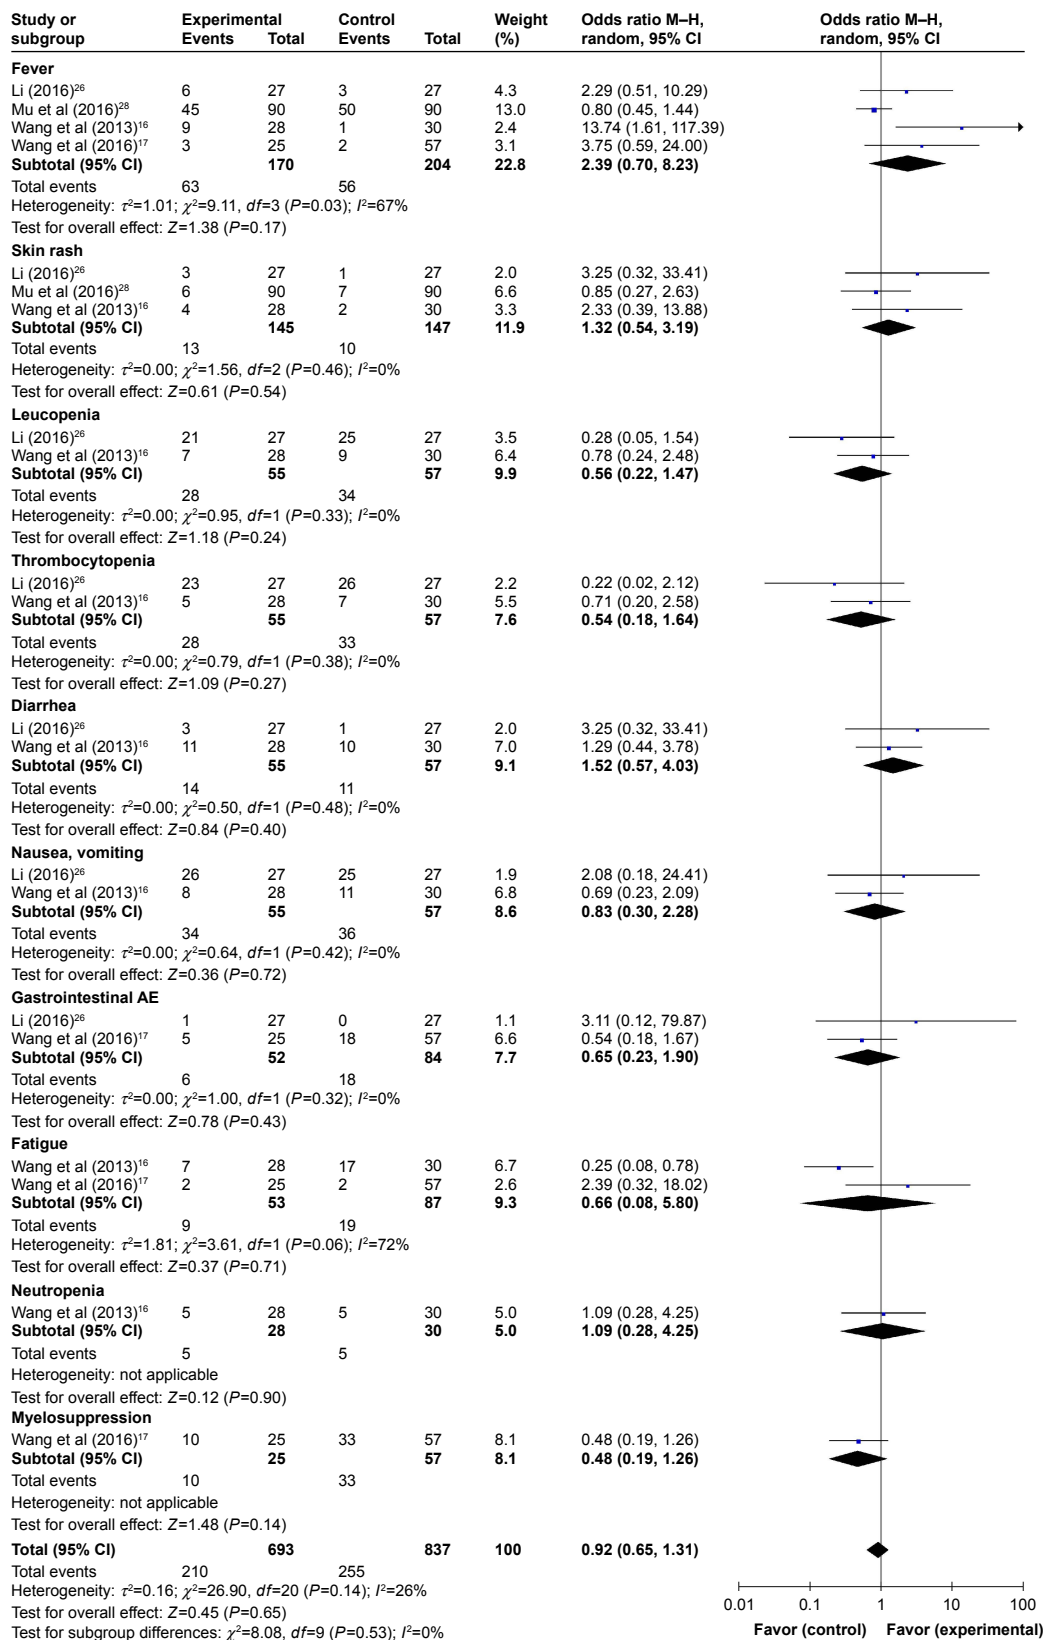 Study or subgroup Experimental Events Total Control Events Total Weight (%) Odds ratio M–H, random, 95% CI Odds ratio M–H, random, 95% CI
Fever
Li (2016)²⁶ 6 27 3 27 4.3 2.29 (0.51, 10.29)
Mu et al (2016)²⁸ 45 90 50 90 13.0 0.80 (0.45, 1.44)
Wang et al (2013)¹⁶ 9 28 1 30 2.4 13.74 (1.61, 117.39)
Wang et al (2016)¹⁷ 3 25 2 57 3.1 3.75 (0.59, 24.00)
Subtotal (95% CI) 170 204 22.8 2.39 (0.70, 8.23)
Total events 63 56
Heterogeneity: τ²=1.01; χ²=9.11, df=3 (P=0.03); I²=67%
Test for overall effect: Z=1.38 (P=0.17)
Skin rash
Li (2016)²⁶ 3 27 1 27 2.0 3.25 (0.32, 33.41)
Mu et al (2016)²⁸ 6 90 7 90 6.6 0.85 (0.27, 2.63)
Wang et al (2013)¹⁶ 4 28 2 30 3.3 2.33 (0.39, 13.88)
Subtotal (95% CI) 145 147 11.9 1.32 (0.54, 3.19)
Total events 13 10
Heterogeneity: τ²=0.00; χ²=1.56, df=2 (P=0.46); I²=0%
Test for overall effect: Z=0.61 (P=0.54)
Leucopenia
Li (2016)²⁶ 21 27 25 27 3.5 0.28 (0.05, 1.54)
Wang et al (2013)¹⁶ 7 28 9 30 6.4 0.78 (0.24, 2.48)
Subtotal (95% CI) 55 57 9.9 0.56 (0.22, 1.47)
Total events 28 34
Heterogeneity: τ²=0.00; χ²=0.95, df=1 (P=0.33); I²=0%
Test for overall effect: Z=1.18 (P=0.24)
Thrombocytopenia
Li (2016)²⁶ 23 27 26 27 2.2 0.22 (0.02, 2.12)
Wang et al (2013)¹⁶ 5 28 7 30 5.5 0.71 (0.20, 2.58)
Subtotal (95% CI) 55 57 7.6 0.54 (0.18, 1.64)
Total events 28 33
Heterogeneity: τ²=0.00; χ²=0.79, df=1 (P=0.38); I²=0%
Test for overall effect: Z=1.09 (P=0.27)
Diarrhea
Li (2016)²⁶ 3 27 1 27 2.0 3.25 (0.32, 33.41)
Wang et al (2013)¹⁶ 11 28 10 30 7.0 1.29 (0.44, 3.78)
Subtotal (95% CI) 55 57 9.1 1.52 (0.57, 4.03)
Total events 14 11
Heterogeneity: τ²=0.00; χ²=0.50, df=1 (P=0.48); I²=0%
Test for overall effect: Z=0.84 (P=0.40)
Nausea, vomiting
Li (2016)²⁶ 26 27 25 27 1.9 2.08 (0.18, 24.41)
Wang et al (2013)¹⁶ 8 28 11 30 6.8 0.69 (0.23, 2.09)
Subtotal (95% CI) 55 57 8.6 0.83 (0.30, 2.28)
Total events 34 36
Heterogeneity: τ²=0.00; χ²=0.64, df=1 (P=0.42); I²=0%
Test for overall effect: Z=0.36 (P=0.72)
Gastrointestinal AE
Li (2016)²⁶ 1 27 0 27 1.1 3.11 (0.12, 79.87)
Wang et al (2016)¹⁷ 5 25 18 57 6.6 0.54 (0.18, 1.67)
Subtotal (95% CI) 52 84 7.7 0.65 (0.23, 1.90)
Total events 6 18
Heterogeneity: τ²=0.00; χ²=1.00, df=1 (P=0.32); I²=0%
Test for overall effect: Z=0.78 (P=0.43)
Fatigue
Wang et al (2013)¹⁶ 7 28 17 30 6.7 0.25 (0.08, 0.78)
Wang et al (2016)¹⁷ 2 25 2 57 2.6 2.39 (0.32, 18.02)
Subtotal (95% CI) 53 87 9.3 0.66 (0.08, 5.80)
Total events 9 19
Heterogeneity: τ²=1.81; χ²=3.61, df=1 (P=0.06); I²=72%
Test for overall effect: Z=0.37 (P=0.71)
Neutropenia
Wang et al (2013)¹⁶ 5 28 5 30 5.0 1.09 (0.28, 4.25)
Subtotal (95% CI) 28 30 5.0 1.09 (0.28, 4.25)
Total events 5 5
Heterogeneity: not applicable
Test for overall effect: Z=0.12 (P=0.90)
Myelosuppression
Wang et al (2016)¹⁷ 10 25 33 57 8.1 0.48 (0.19, 1.26)
Subtotal (95% CI) 25 57 8.1 0.48 (0.19, 1.26)
Total events 10 33
Heterogeneity: not applicable
Test for overall effect: Z=1.48 (P=0.14)
Total (95% CI) 693 837 100 0.92 (0.65, 1.31)
Total events 210 255
Heterogeneity: τ²=0.16; χ²=26.90, df=20 (P=0.14); I²=26%
Test for overall effect: Z=0.45 (P=0.65)
Test for subgroup differences: χ²=8.08, df=9 (P=0.53); I²=0%
0.01 0.1 1 10 100
Favor (control) Favor (experimental)